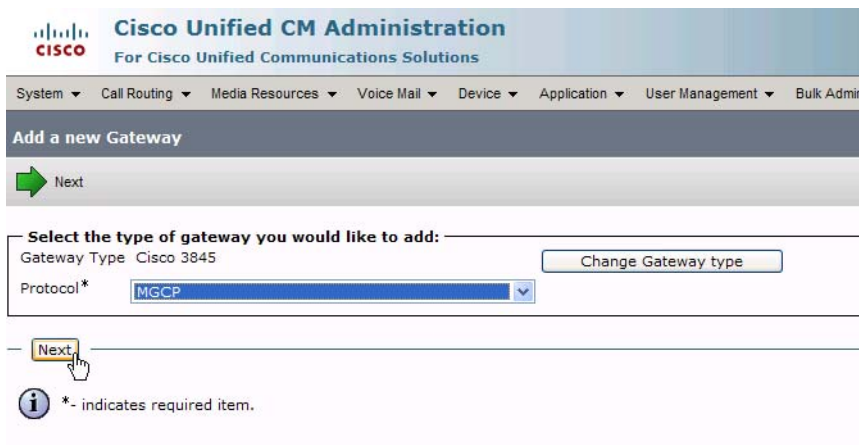 CISCO
Cisco Unified CM Administration
For Cisco Unified Communications Solutions
System Call Routing Media Resources Voice Mail Device Application User Management Bulk Admin
Add a new Gateway
Next
Select the type of gateway you would like to add:
Gateway Type Cisco 3845 Change Gateway type
Protocol* MGCP
Next
i *- indicates required item.